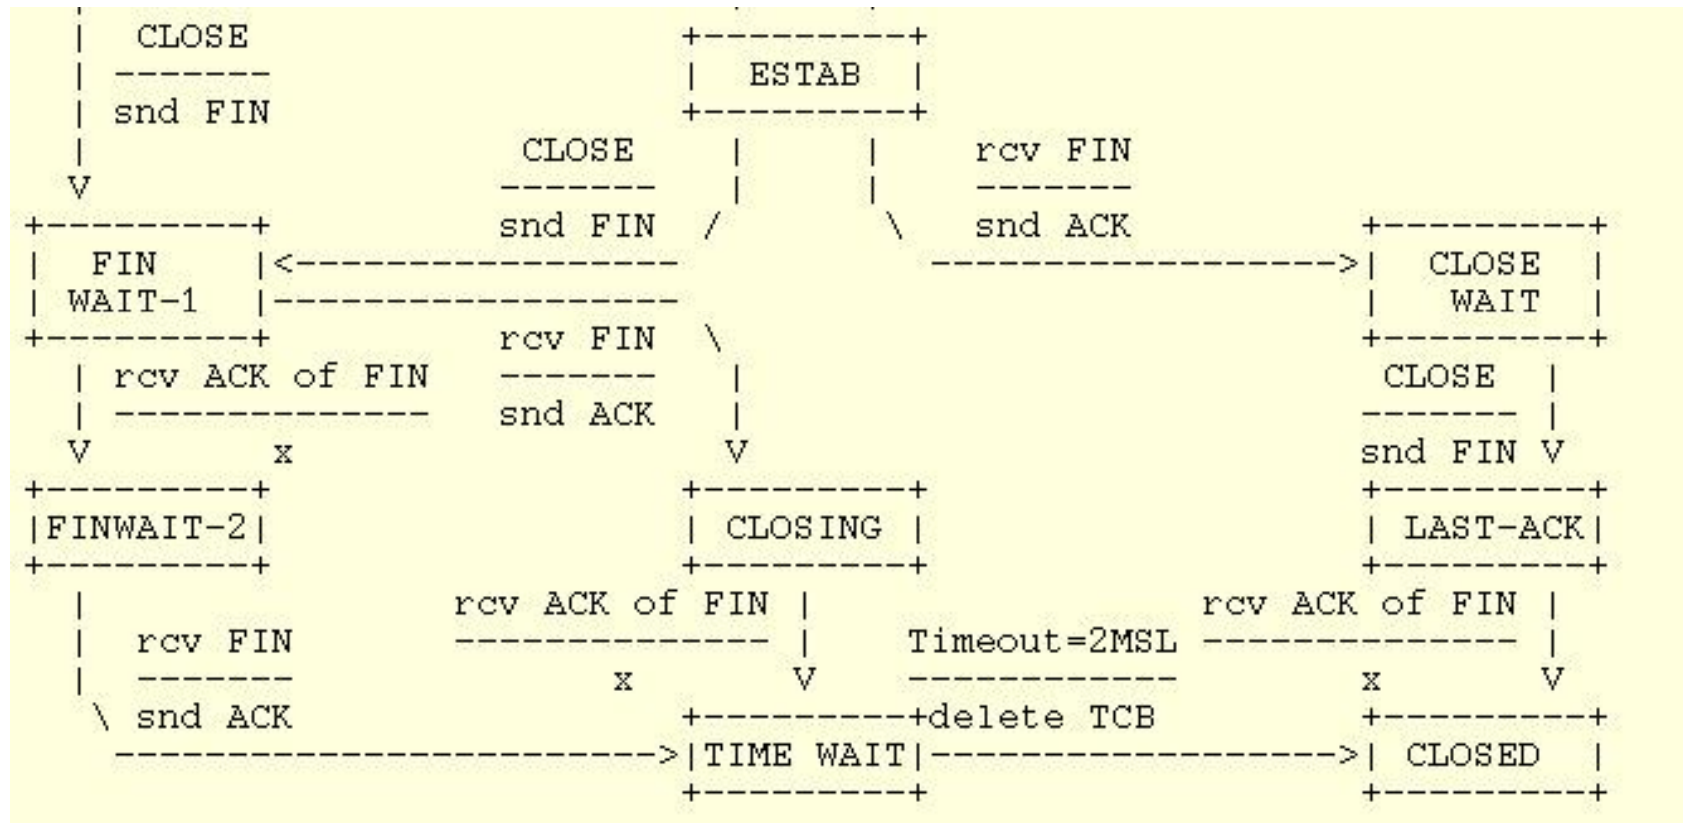 |  CLOSE                    +---------+
| -------                   |  ESTAB  |
| snd FIN                   +---------+
|                    CLOSE    |     |    rcv FIN
V                   -------   |     |    -------
+---------+          snd FIN  /       \   snd ACK                    +---------+
|  FIN    |<-----------------           ------------------>|  CLOSE  |
| WAIT-1  |------------------                              |   WAIT  |
+---------+          rcv FIN  \                            +---------+
| rcv ACK of FIN   -------   |                            CLOSE  |
| --------------   snd ACK   |                           ------- |
V        x                   V                           snd FIN V
+---------+                  +---------+                   +---------+
|FINWAIT-2|                  | CLOSING |                   | LAST-ACK|
+---------+                  +---------+                   +---------+
|                rcv ACK of FIN |                 rcv ACK of FIN |
|  rcv FIN       -------------- |    Timeout=2MSL -------------- |
|  -------              x       V    ------------        x       V
\ snd ACK                 +---------+delete TCB         +---------+
------------------------>|TIME WAIT|------------------>| CLOSED  |
+---------+                   +---------+